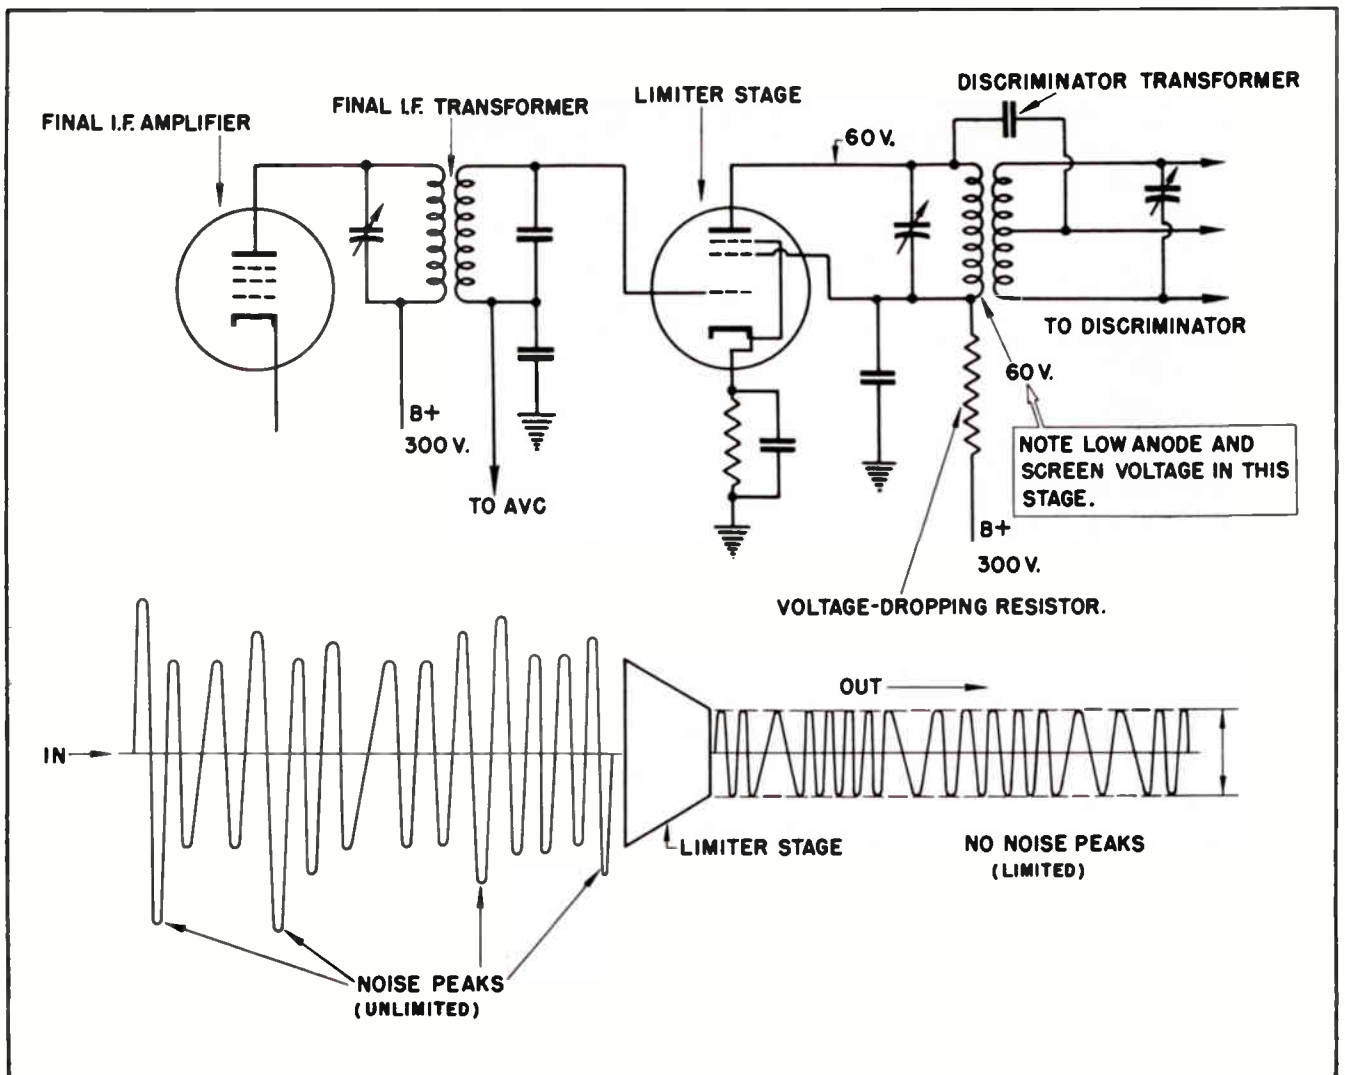 DISCRIMINATOR TRANSFORMER
LIMITER STAGE
FINAL I.F. TRANSFORMER
FINAL I.F. AMPLIFIER
60 V.
TO DISCRIMINATOR
60 V.
B+
300 V.
NOTE LOW ANODE AND
SCREEN VOLTAGE IN THIS
STAGE.
TO AVC
B+
300 V.
VOLTAGE-DROPPING RESISTOR.
OUT
IN
LIMITER STAGE
NO NOISE PEAKS
(LIMITED)
NOISE PEAKS
(UNLIMITED)